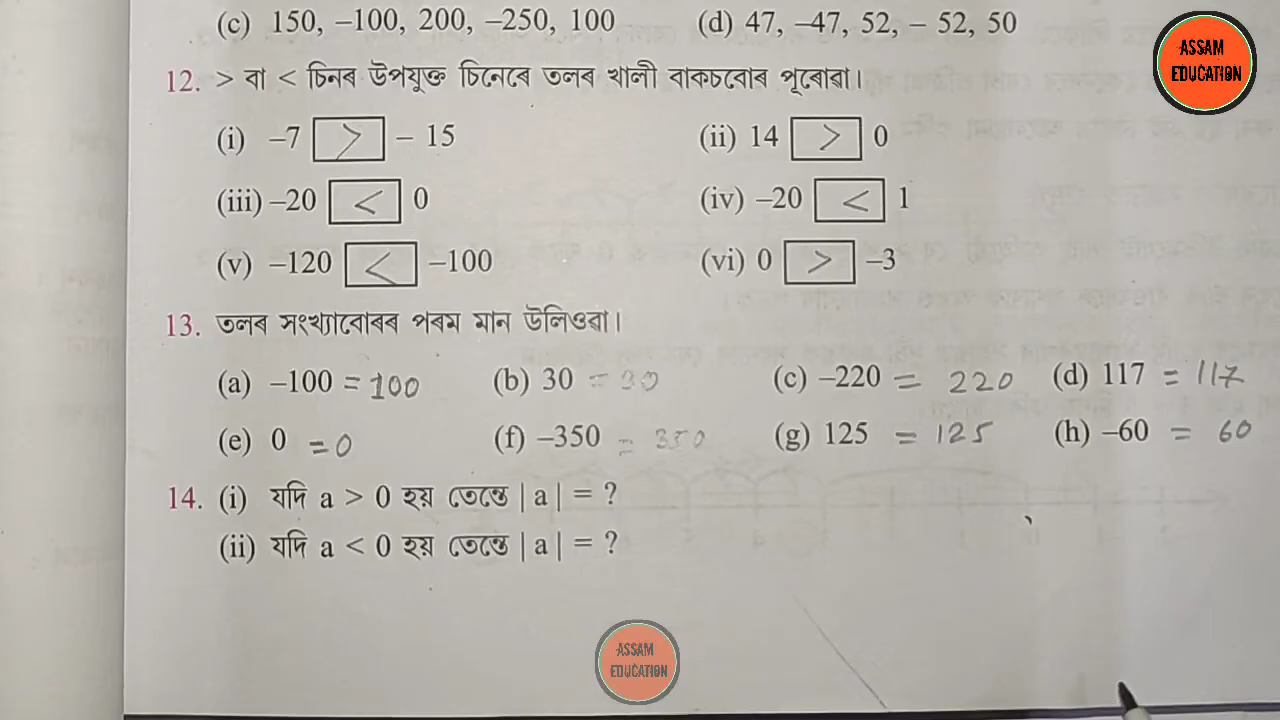 (c) 150, –100, 200, –250, 100 (d) 47, –47, 52, – 52, 50
ASSAM
EDUCATION
12. > বা < চিনৰ উপযুক্ত চিনেৰে তলৰ খালী বাকচবোৰ পূৰোৱা।
(i) –7 > – 15 (ii) 14 > 0
(iii) –20 < 0 (iv) –20 < 1
(v) –120 < –100 (vi) 0 > –3
13. তলৰ সংখ্যাবোৰৰ পৰম মান উলিওৱা।
(a) –100 = 100 (b) 30 = 30 (c) –220 = 220 (d) 117 = 117
(e) 0 = 0 (f) –350 = 350 (g) 125 = 125 (h) –60 = 60
14. (i) যদি a > 0 হয় তেন্তে | a | = ?
(ii) যদি a < 0 হয় তেন্তে | a | = ?
ASSAM
EDUCATION